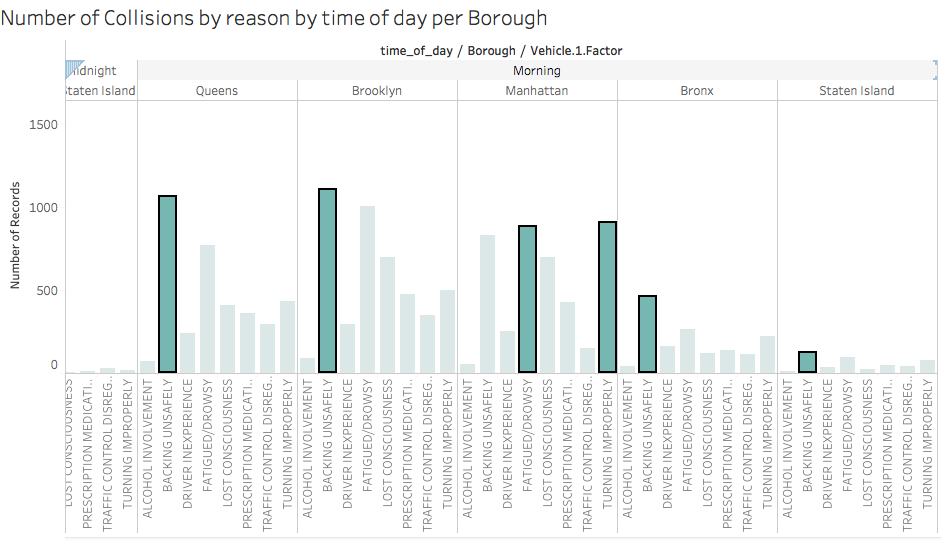 Number of Collisions by reason by time of day per Borough
time_of_day / Borough / Vehicle.1.Factor
idnight
Morning
Staten Island
Queens
Brooklyn
Manhattan
Bronx
Staten Island
1500
1000
500
0
Number of Records
LOST CONSCIOUSNESS
PRESCRIPTION MEDICATI..
TRAFFIC CONTROL DISREG..
TURNING IMPROPERLY
ALCOHOL INVOLVEMENT
BACKING UNSAFELY
DRIVER INEXPERIENCE
FATIGUED/DROWSY
LOST CONSCIOUSNESS
PRESCRIPTION MEDICATI..
TRAFFIC CONTROL DISREG..
TURNING IMPROPERLY
ALCOHOL INVOLVEMENT
BACKING UNSAFELY
DRIVER INEXPERIENCE
FATIGUED/DROWSY
LOST CONSCIOUSNESS
PRESCRIPTION MEDICATI..
TRAFFIC CONTROL DISREG..
TURNING IMPROPERLY
ALCOHOL INVOLVEMENT
BACKING UNSAFELY
DRIVER INEXPERIENCE
FATIGUED/DROWSY
LOST CONSCIOUSNESS
PRESCRIPTION MEDICATI..
TRAFFIC CONTROL DISREG..
TURNING IMPROPERLY
ALCOHOL INVOLVEMENT
BACKING UNSAFELY
DRIVER INEXPERIENCE
FATIGUED/DROWSY
LOST CONSCIOUSNESS
PRESCRIPTION MEDICATI..
TRAFFIC CONTROL DISREG..
TURNING IMPROPERLY
ALCOHOL INVOLVEMENT
BACKING UNSAFELY
DRIVER INEXPERIENCE
FATIGUED/DROWSY
LOST CONSCIOUSNESS
PRESCRIPTION MEDICATI..
TRAFFIC CONTROL DISREG..
TURNING IMPROPERLY